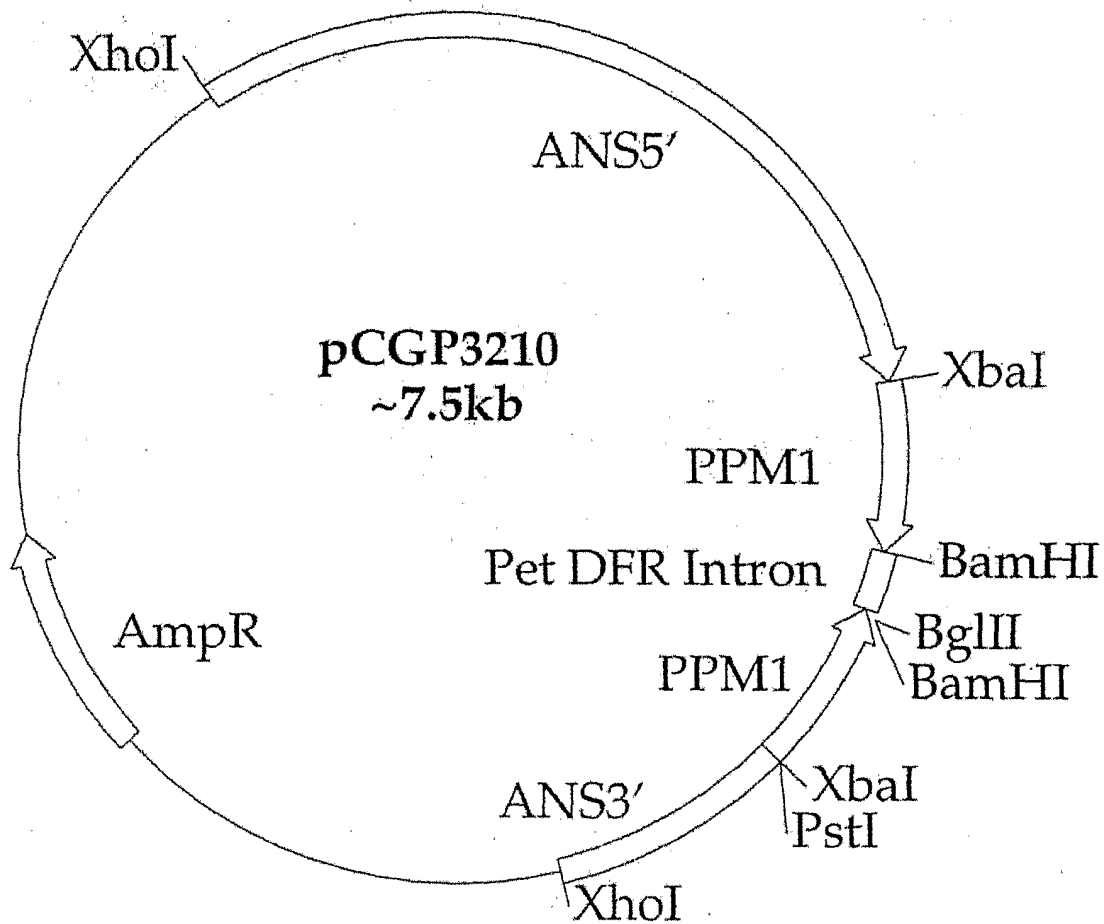 XhoI
ANS5′
pCGP3210
~7.5kb
XbaI
PPM1
BamHI
Pet DFR Intron
BglII
BamHI
AmpR
PPM1
XbaI
ANS3′
PstI
XhoI